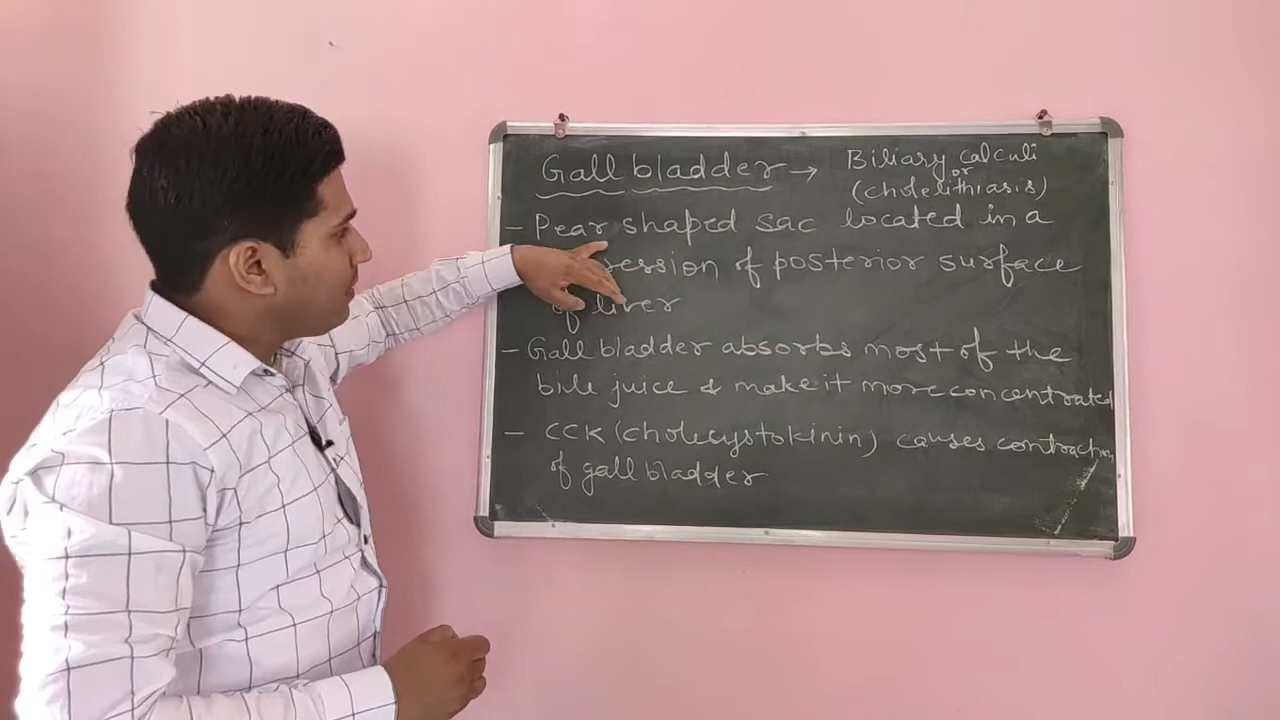 Gall bladder → Biliary calculi
or
(cholelithiasis)
- Pear shaped sac located in a
ression of posterior surface
of liver
- Gall bladder absorbs most of the
bile juice & make it more concentrated
- CCK (cholecystokinin) causes contraction
of gall bladder